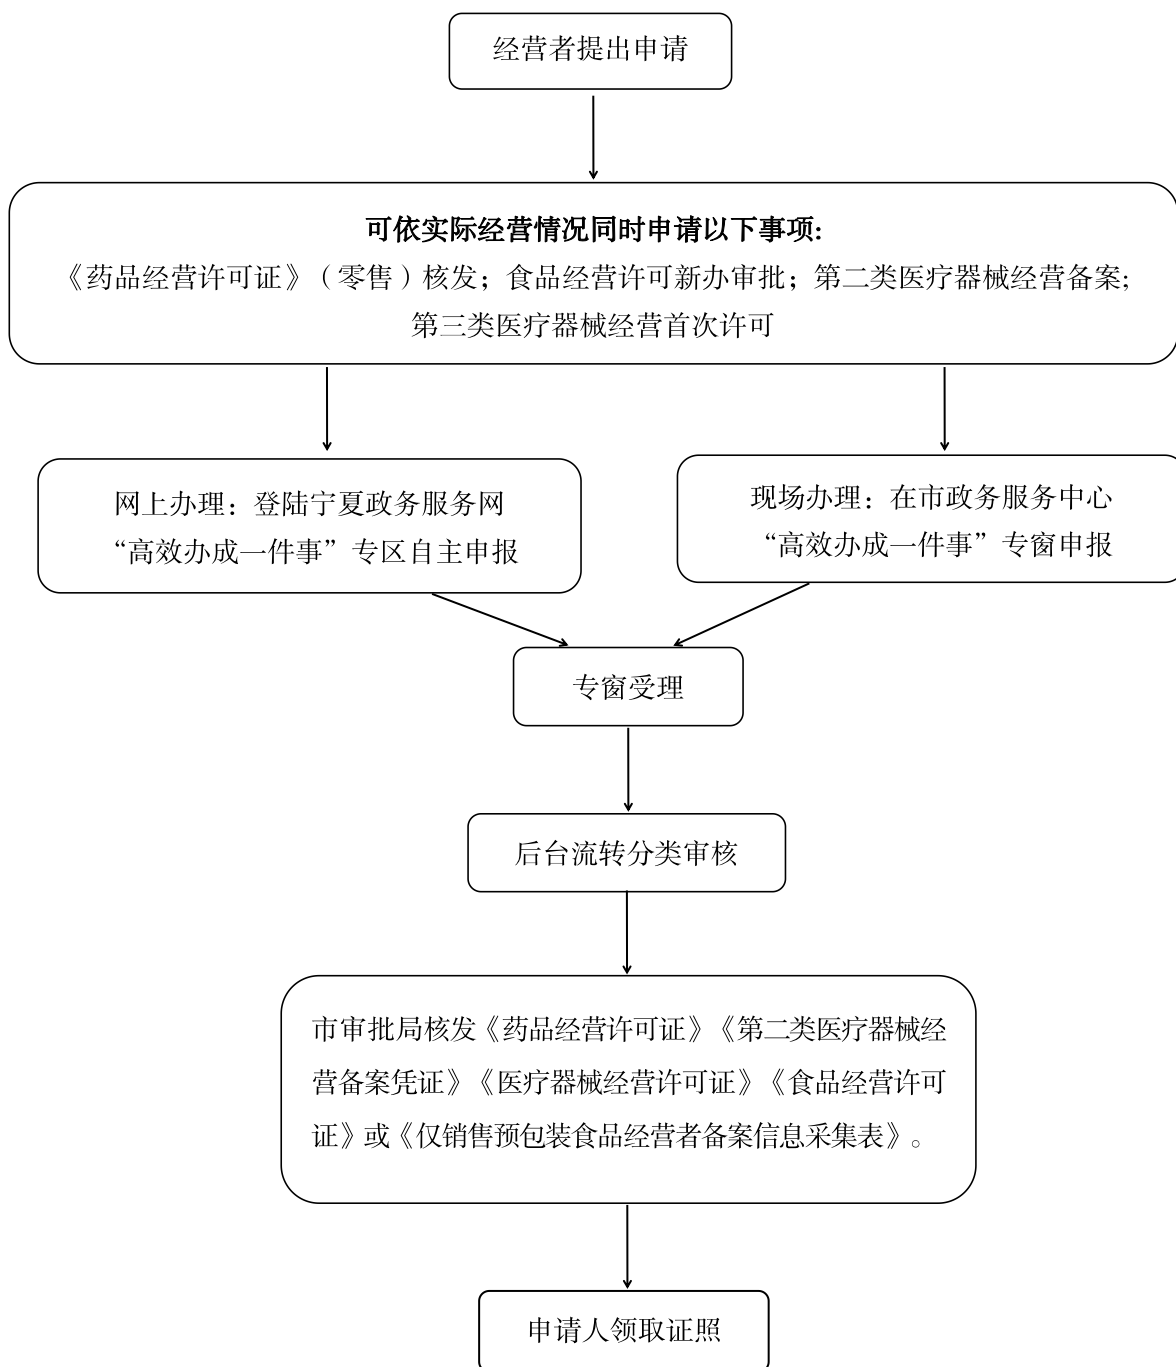 经营者提出申请
可依实际经营情况同时申请以下事项:
《药品经营许可证》（零售）核发；食品经营许可新办审批；第二类医疗器械经营备案;
第三类医疗器械经营首次许可
网上办理：登陆宁夏政务服务网
“高效办成一件事”专区自主申报
现场办理：在市政务服务中心
“高效办成一件事”专窗申报
专窗受理
后台流转分类审核
市审批局核发《药品经营许可证》《第二类医疗器械经
营备案凭证》《医疗器械经营许可证》《食品经营许可
证》或《仅销售预包装食品经营者备案信息采集表》。
申请人领取证照